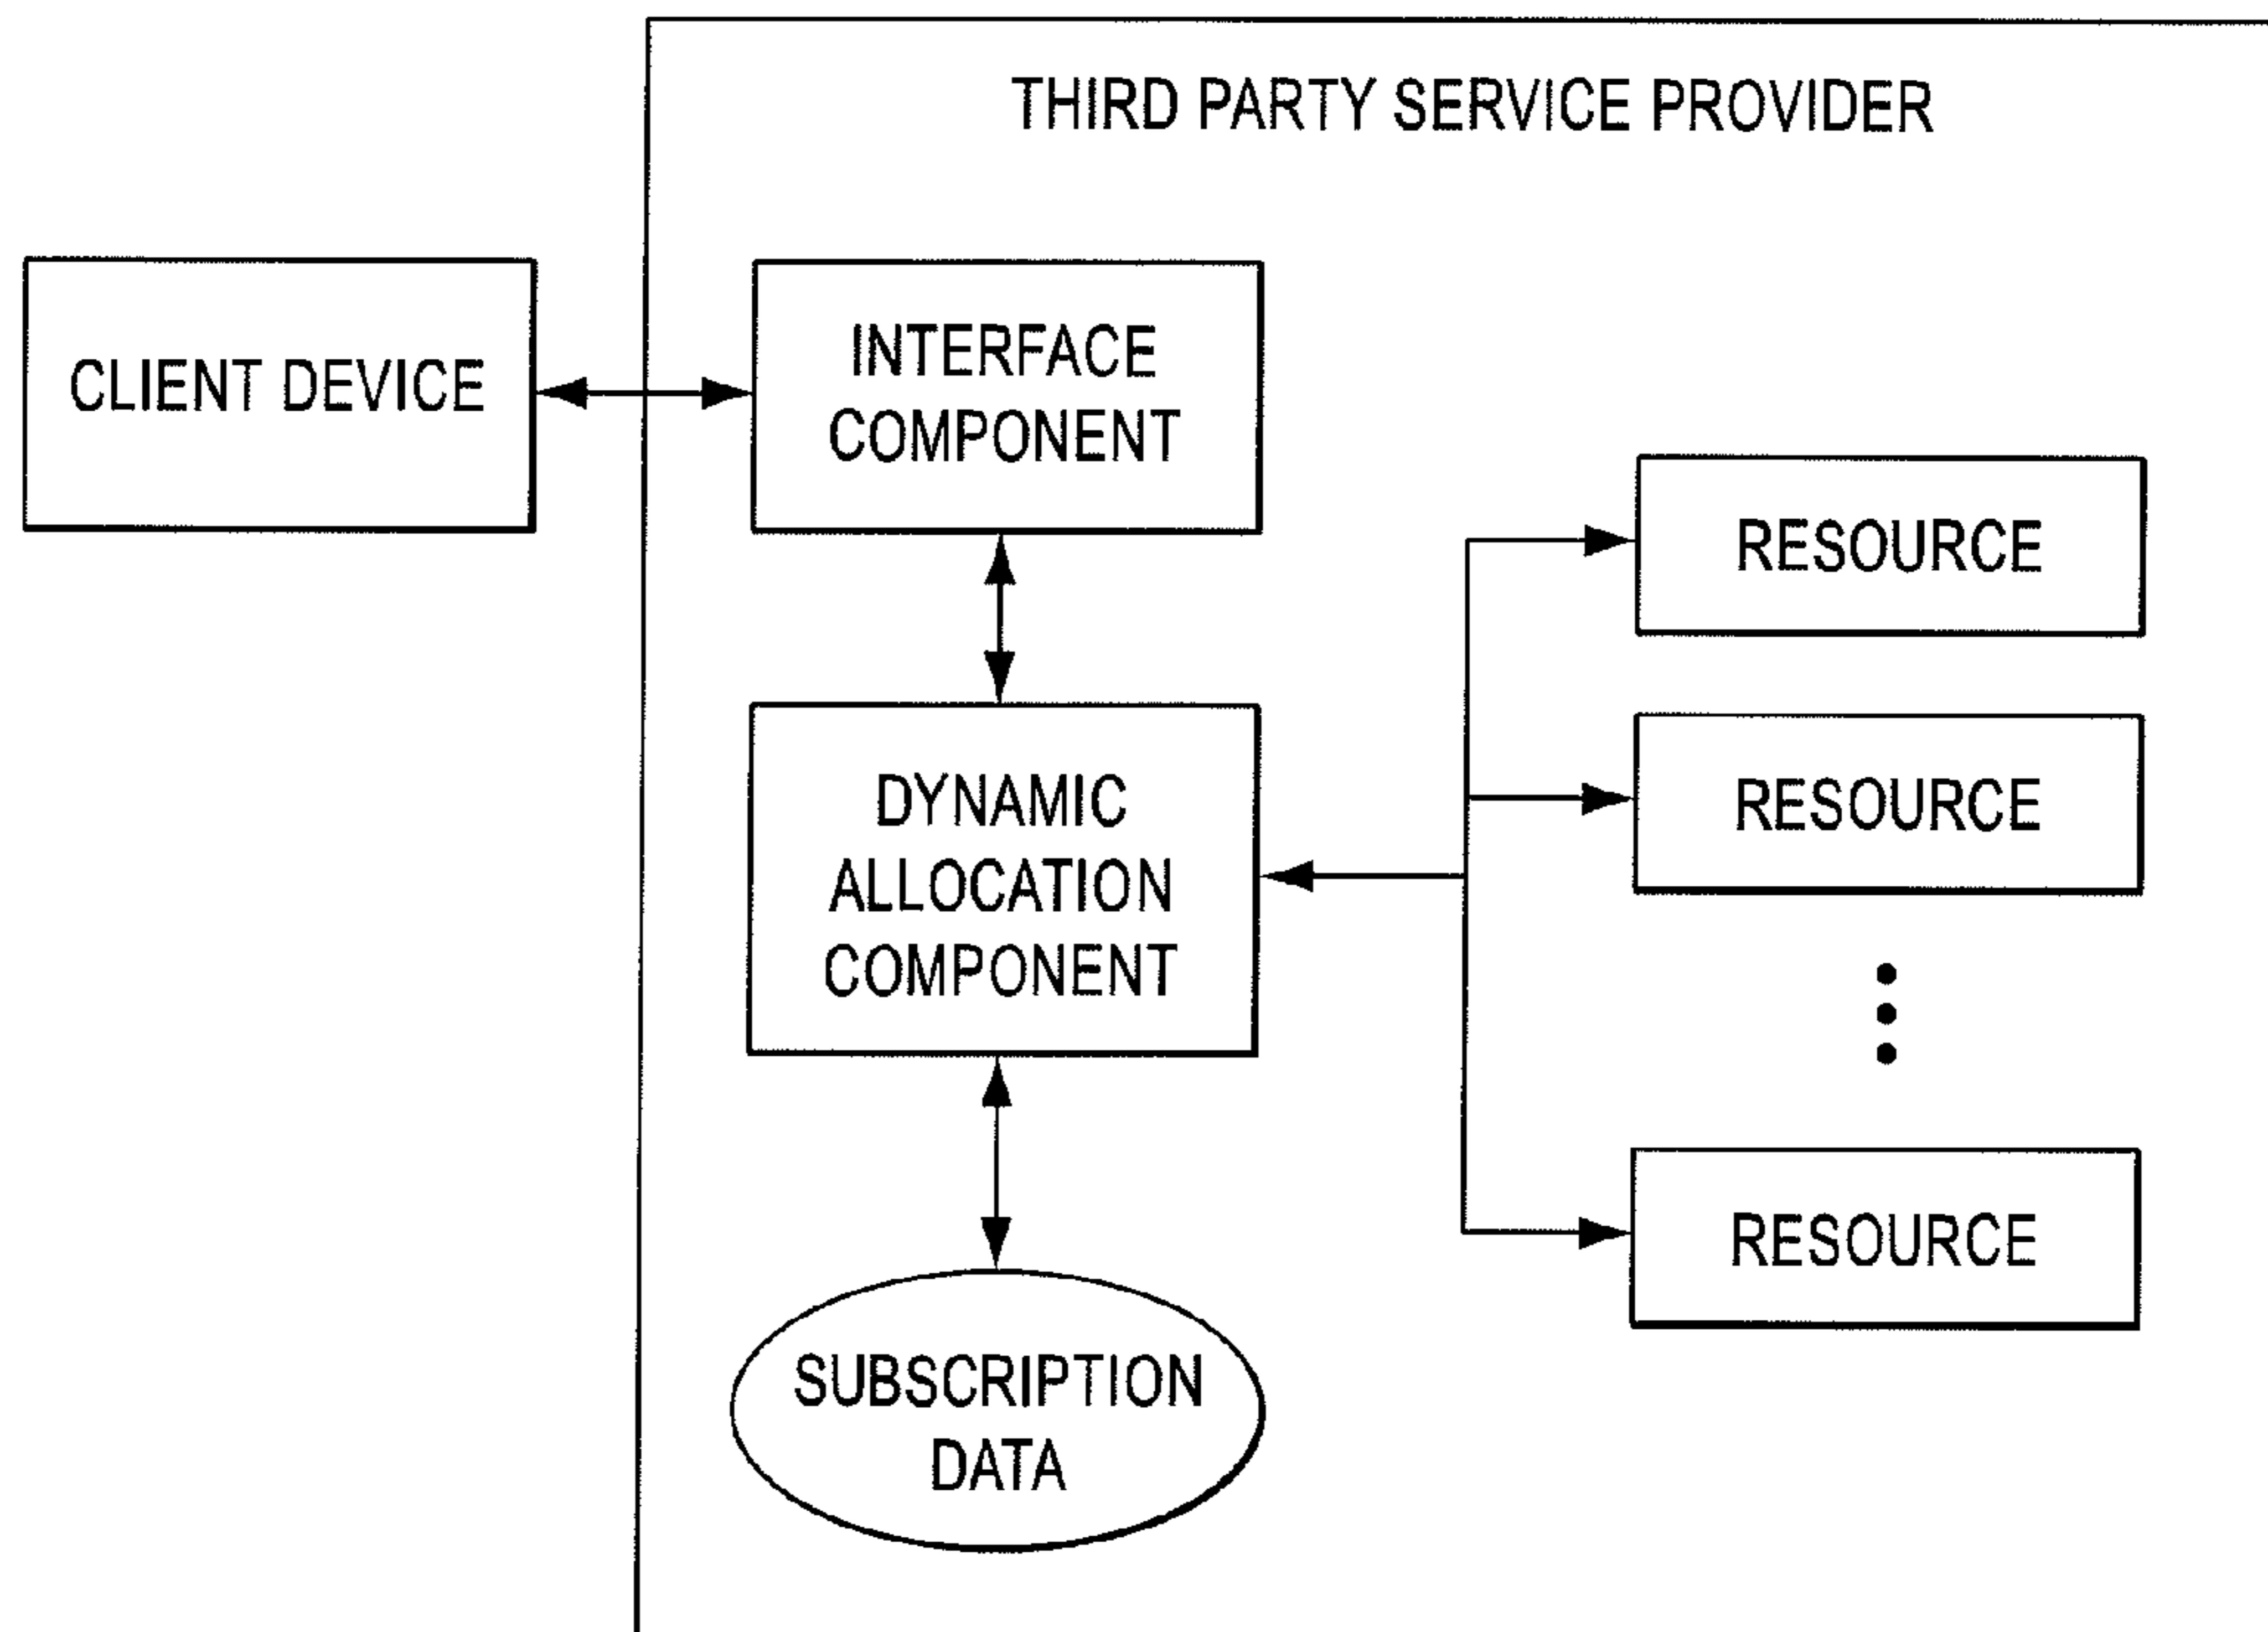 THIRD PARTY SERVICE PROVIDER
CLIENT DEVICE
INTERFACE
COMPONENT
RESOURCE
RESOURCE
DYNAMIC
ALLOCATION
COMPONENT
RESOURCE
SUBSCRIPTION
DATA